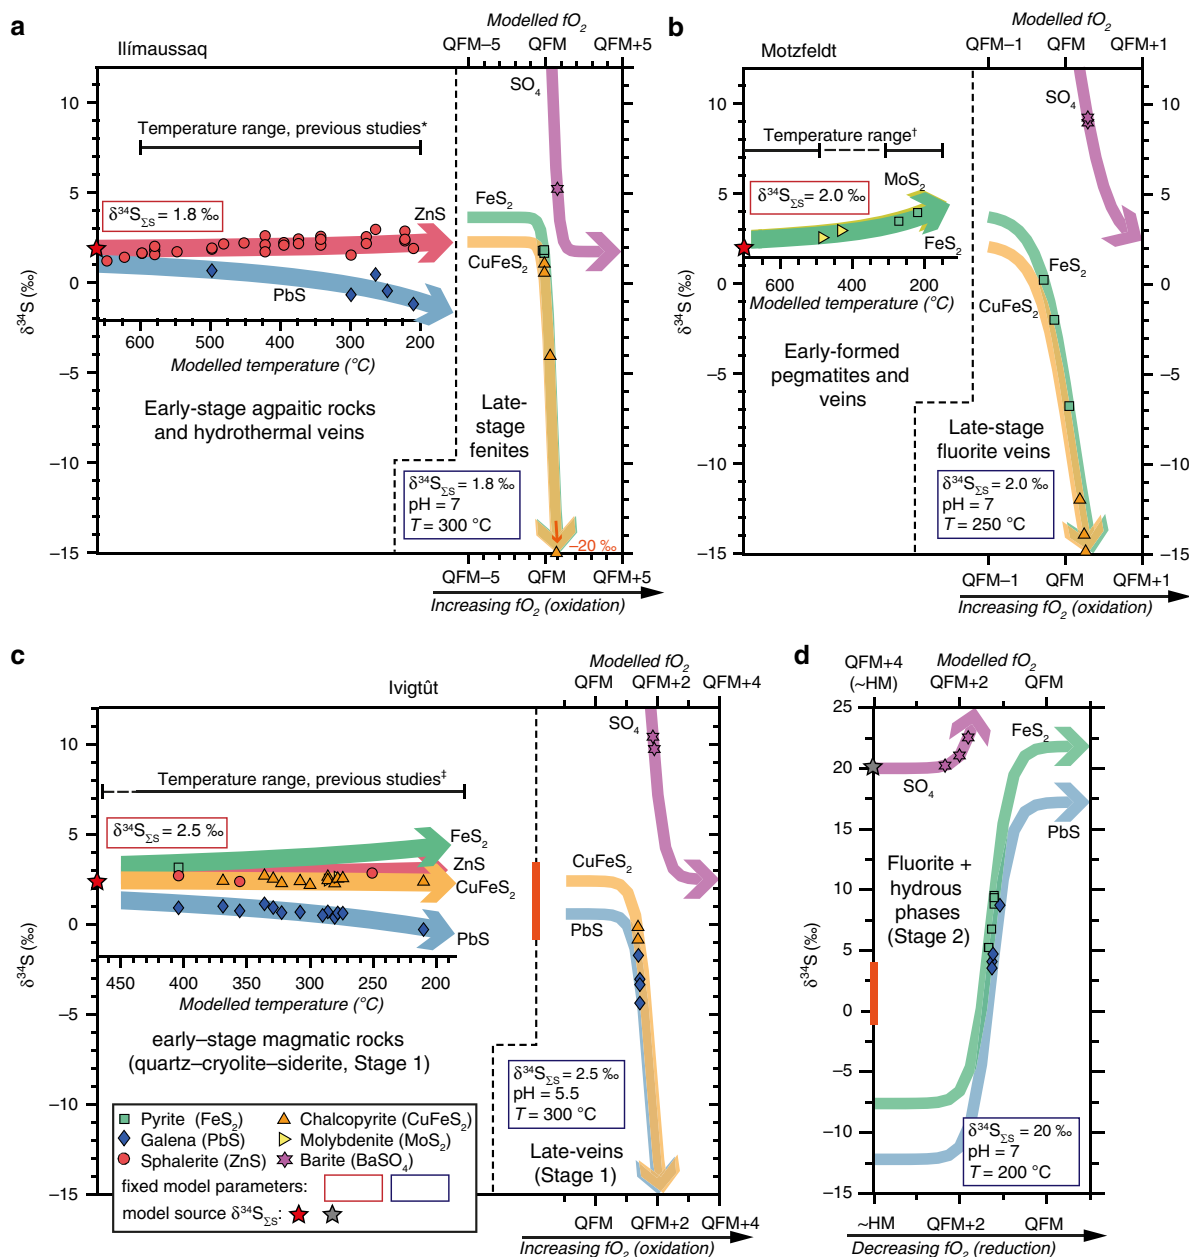 a
Ilímaussaq
Modelled fO2
QFM–5 QFM QFM+5
SO4
10
5
0
−5
−10
−15
δ34S (‰)
Temperature range, previous studies*
δ34SΣS = 1.8 ‰
ZnS
PbS
FeS2
CuFeS2
600 500 400 300 200
Modelled temperature (°C)
Early-stage agpaitic rocks
and hydrothermal veins
Late-
stage
fenites
δ34SΣS = 1.8 ‰
pH = 7
T = 300 °C
−20 ‰
QFM–5 QFM QFM+5
Increasing fO2 (oxidation)
b
Motzfeldt
Modelled fO2
QFM–1 QFM QFM+1
SO4
10
5
0
−5
−10
−15
δ34S (‰)
10
5
0
−5
−10
−15
Temperature range†
MoS2
δ34SΣS = 2.0 ‰
FeS2
600 400 200
Modelled temperature (°C)
FeS2
CuFeS2
Early-formed
pegmatites and
veins
Late-stage
fluorite veins
δ34SΣS = 2.0 ‰
pH = 7
T = 250 °C
QFM–1 QFM QFM+1
Increasing fO2 (oxidation)
c
Ivigtût
Modelled fO2
QFM QFM+2 QFM+4
SO4
10
5
0
−5
−10
−15
δ34S (‰)
Temperature range, previous studies‡
δ34SΣS = 2.5 ‰
FeS2
ZnS
CuFeS2
PbS
450 400 350 300 250 200
Modelled temperature (°C)
CuFeS2
PbS
early–stage magmatic rocks
(quartz–cryolite–siderite, Stage 1)
δ34SΣS = 2.5 ‰
pH = 5.5
T = 300 °C
Late-veins
(Stage 1)
Pyrite (FeS2) Chalcopyrite (CuFeS2)
Galena (PbS) Molybdenite (MoS2)
Sphalerite (ZnS) Barite (BaSO4)
fixed model parameters:
model source δ34SΣS:
QFM QFM+2 QFM+4
Increasing fO2 (oxidation)
d
QFM+4
(~HM)
Modelled fO2
QFM+2 QFM
25
20
15
10
5
0
−5
−10
−15
δ34S (‰)
FeS2
SO4
PbS
Fluorite +
hydrous
phases
(Stage 2)
δ34SΣS = 20 ‰
pH = 7
T = 200 °C
~HM QFM+2 QFM
Decreasing fO2 (reduction)